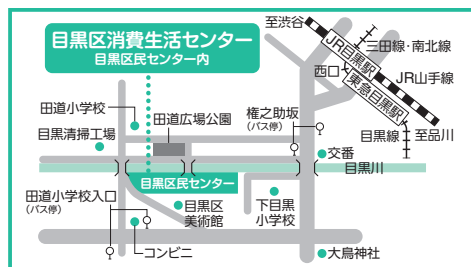 目黒区消費生活センター
目黒区民センター内
至渋谷
JR目黒駅
三田線・南北線
西口
JR山手線
東急目黒駅
田道小学校
田道広場公園
権之助坂
(バス停)
目黒線
至品川
目黒清掃工場
交番
目黒川
目黒区民センター
田道小学校入口
(バス停)
目黒区
美術館
下目黒
小学校
コンビニ
大鳥神社